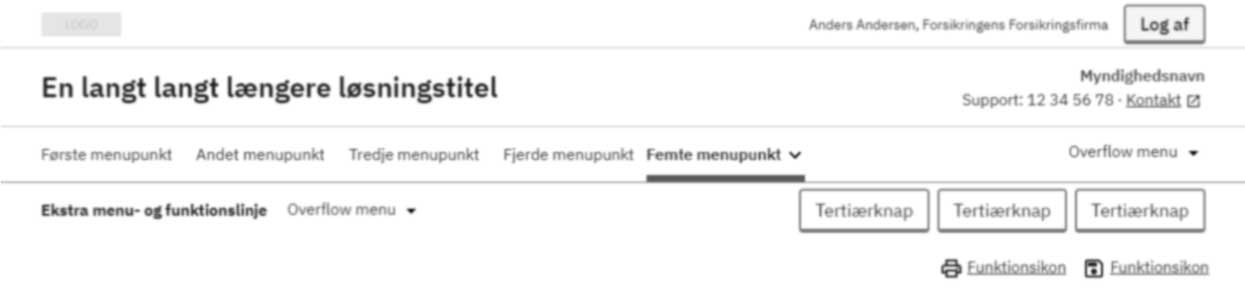 LOGO
Anders Andersen, Forsikringens Forsikringsfirma
Log af
En langt langt længere løsningstitel
Myndighedsnavn
Support: 12 34 56 78 · Kontakt
Første menupunkt Andet menupunkt Tredje menupunkt Fjerde menupunkt Femte menupunkt Overflow menu
Ekstra menu- og funktionslinje Overflow menu Tertiærknap Tertiærknap Tertiærknap
Funktionsikon Funktionsikon